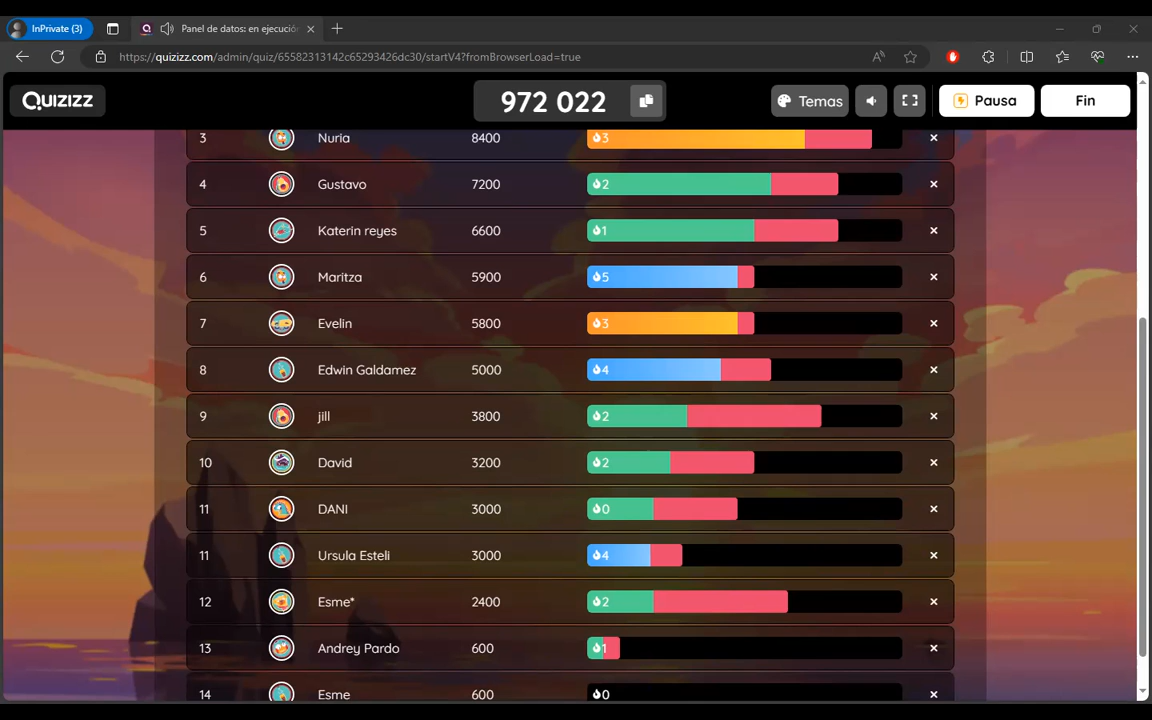 InPrivate (3)
Panel de datos: en ejecució
https://quizizz.com/admin/quiz/65582313142c65293426dc30/startV4?fromBrowserLoad=true
Quizizz
972 022
Temas
Pausa
Fin
3 Nuria 8400 3
4 Gustavo 7200 2
5 Katerin reyes 6600 1
6 Maritza 5900 5
7 Evelin 5800 3
8 Edwin Galdamez 5000 4
9 jill 3800 2
10 David 3200 2
11 DANI 3000 0
11 Ursula Esteli 3000 4
12 Esme* 2400 2
13 Andrey Pardo 600 1
14 Esme 600 0